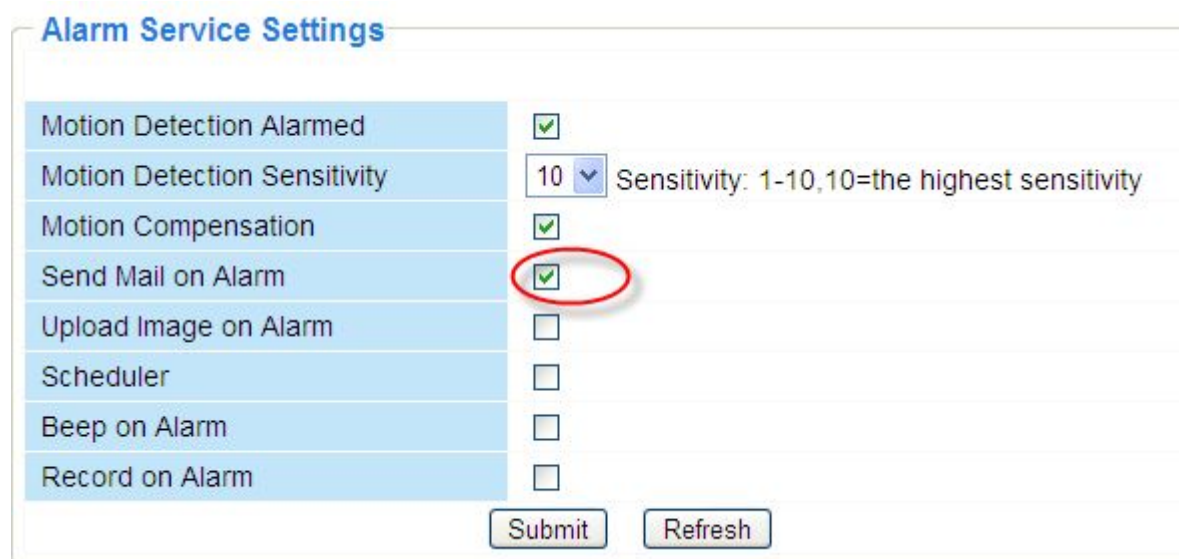 Alarm Service Settings
Motion Detection Alarmed
Motion Detection Sensitivity 10 Sensitivity: 1-10,10=the highest sensitivity
Motion Compensation
Send Mail on Alarm
Upload Image on Alarm
Scheduler
Beep on Alarm
Record on Alarm
Submit Refresh